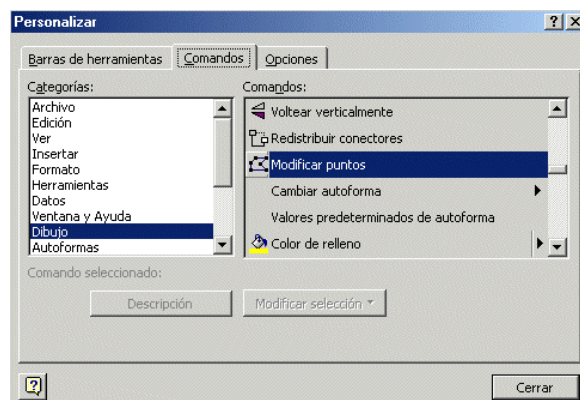 Personalizar
Barras de herramientas Comandos Opciones
Categorías:
Archivo
Edición
Ver
Insertar
Formato
Herramientas
Datos
Ventana y Ayuda
Dibujo
Autoformas
Comandos:
Voltear verticalmente
Redistribuir conectores
Modificar puntos
Cambiar autoforma
Valores predeterminados de autoforma
Color de relleno
Comando seleccionado:
Descripción Modificar selección
Cerrar